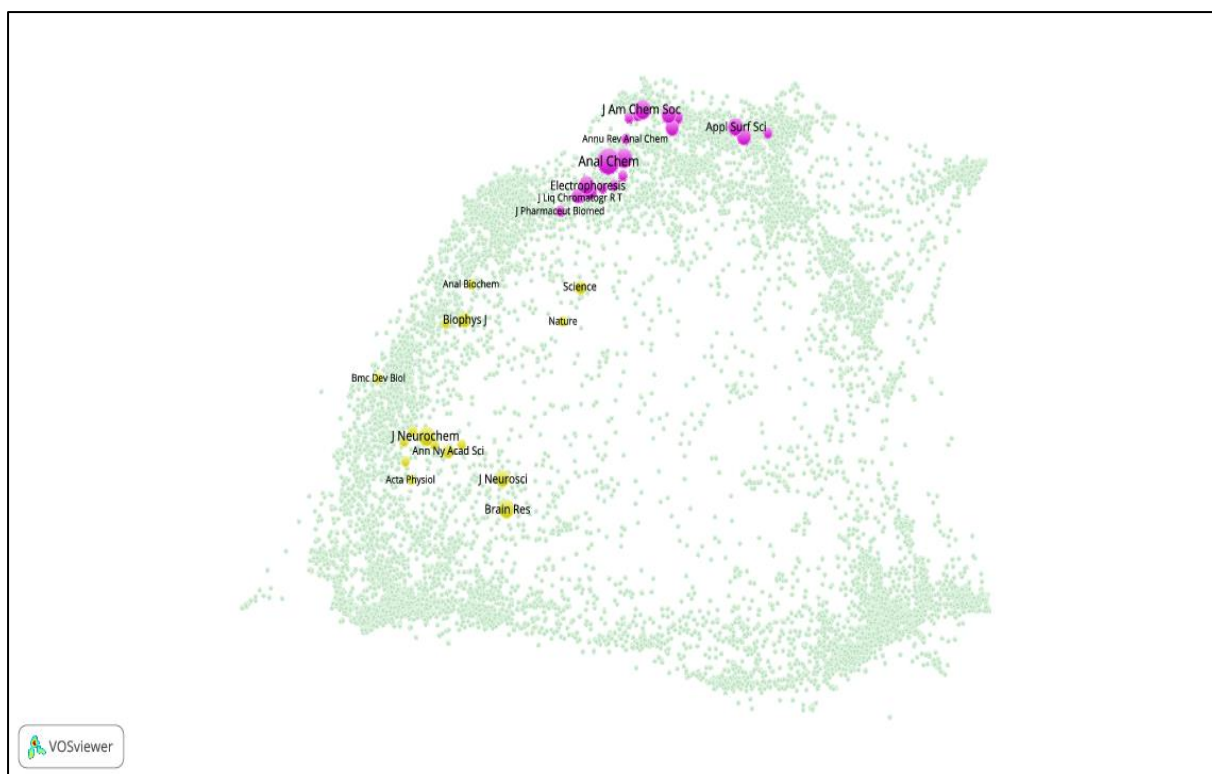 J Am Chem Soc
Appl Surf Sci
Annu Rev Anal Chem
Anal Chem
Electrophoresis
J Liq Chromatogr R T
J Pharmaceut Biomed
Anal Biochem
Science
Biophys J
Nature
Bmc Dev Biol
J Neurochem
Ann Ny Acad Sci
Acta Physiol
J Neurosci
Brain Res
VOSviewer